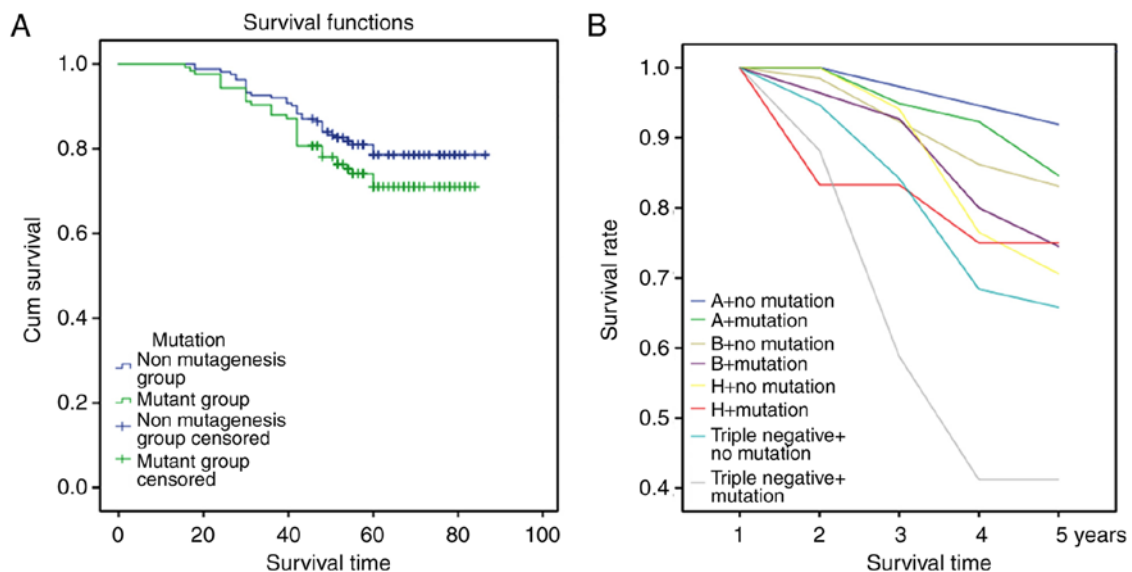 A
Survival functions
Cum survival
1.0
0.8
0.6
0.4
0.2
0.0
Mutation
Non mutagenesis
group
Mutant group
Non mutagenesis
group censored
Mutant group
censored
0 20 40 60 80 100
Survival time
B
Survival rate
1.0
0.9
0.8
0.7
0.6
0.5
0.4
A+no mutation
A+mutation
B+no mutation
B+mutation
H+no mutation
H+mutation
Triple negative+
no mutation
Triple negative+
mutation
1 2 3 4 5 years
Survival time